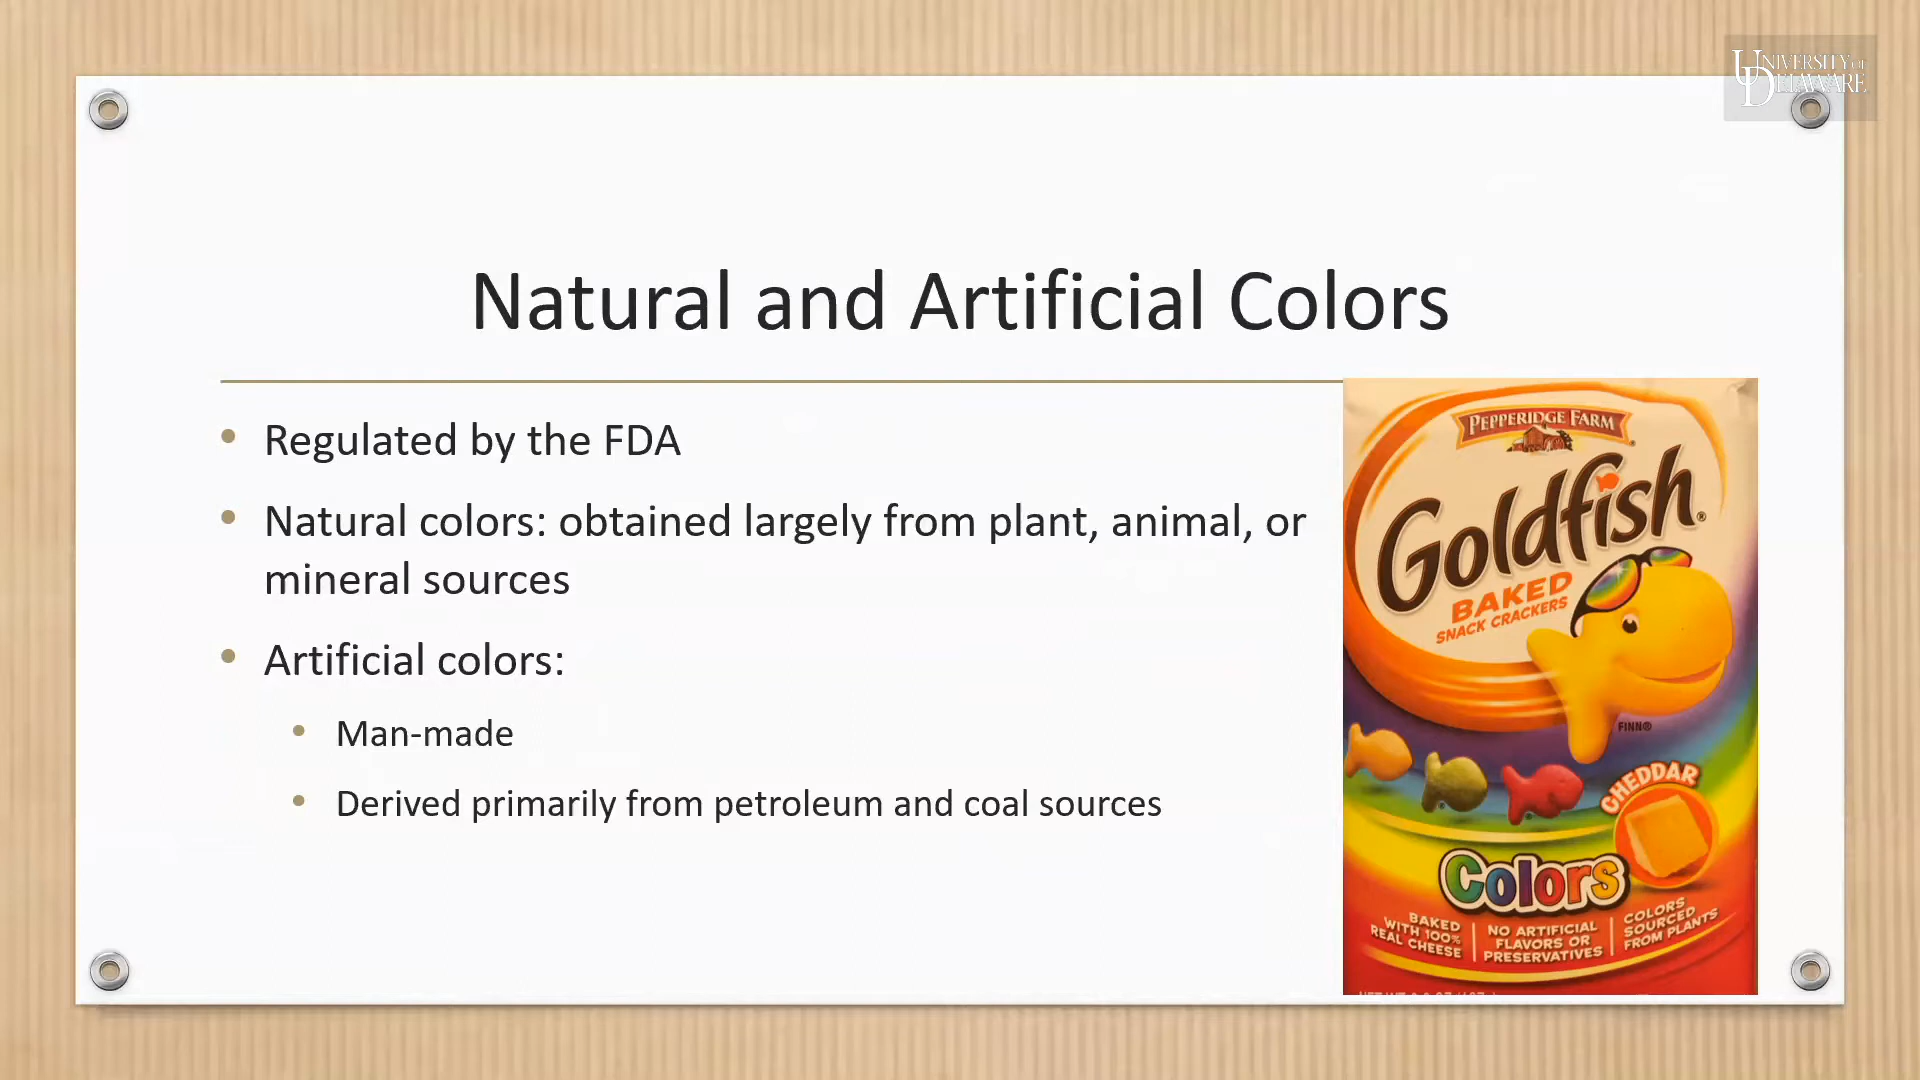 UNIVERSITY OF
DELAWARE
Natural and Artificial Colors
• Regulated by the FDA
• Natural colors: obtained largely from plant, animal, or
mineral sources
• Artificial colors:
• Man-made
• Derived primarily from petroleum and coal sources
PEPPERIDGE FARM
Goldfish®
BAKED
SNACK CRACKERS
FINN®
CHEDDAR
Colors
BAKED
WITH 100%
REAL CHEESE
NO ARTIFICIAL
FLAVORS OR
PRESERVATIVES
COLORS
SOURCED
FROM PLANTS